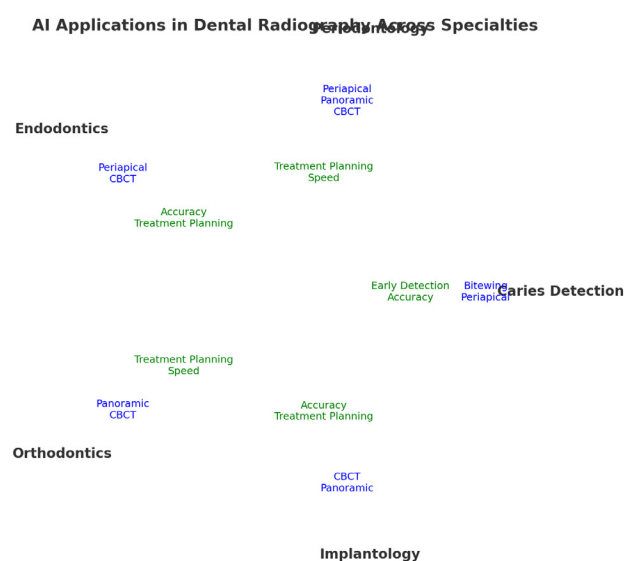 AI Applications in Dental Radiography Across Specialties
Periodontology
Periapical
Panoramic
CBCT
Endodontics
Periapical
CBCT
Treatment Planning
Speed
Accuracy
Treatment Planning
Early Detection
Accuracy
Bitewing
Periapical
Caries Detection
Treatment Planning
Speed
Panoramic
CBCT
Accuracy
Treatment Planning
Orthodontics
CBCT
Panoramic
Implantology